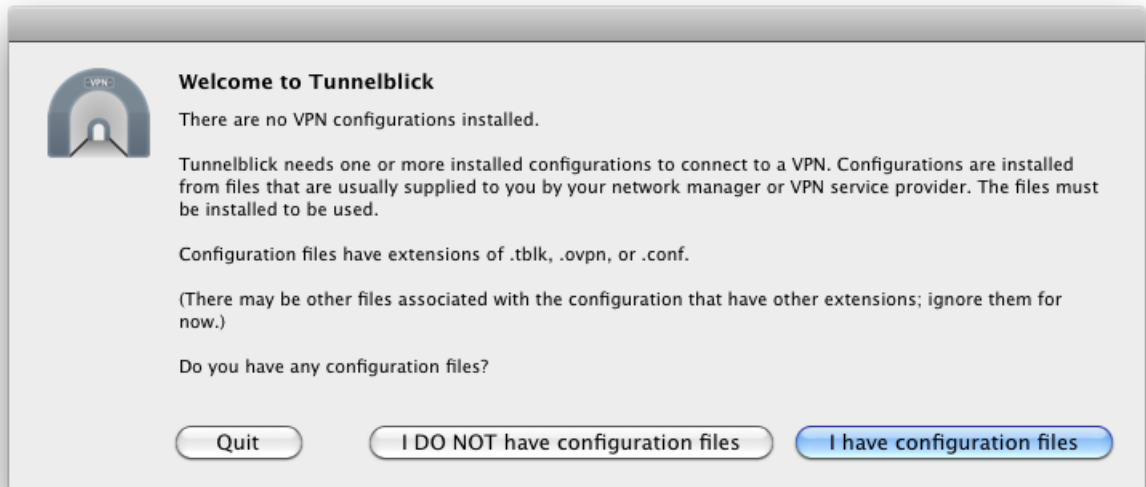 VPN
Welcome to Tunnelblick
There are no VPN configurations installed.
Tunnelblick needs one or more installed configurations to connect to a VPN. Configurations are installed
from files that are usually supplied to you by your network manager or VPN service provider. The files must
be installed to be used.
Configuration files have extensions of .tblk, .ovpn, or .conf.
(There may be other files associated with the configuration that have other extensions; ignore them for
now.)
Do you have any configuration files?
Quit
I DO NOT have configuration files
I have configuration files